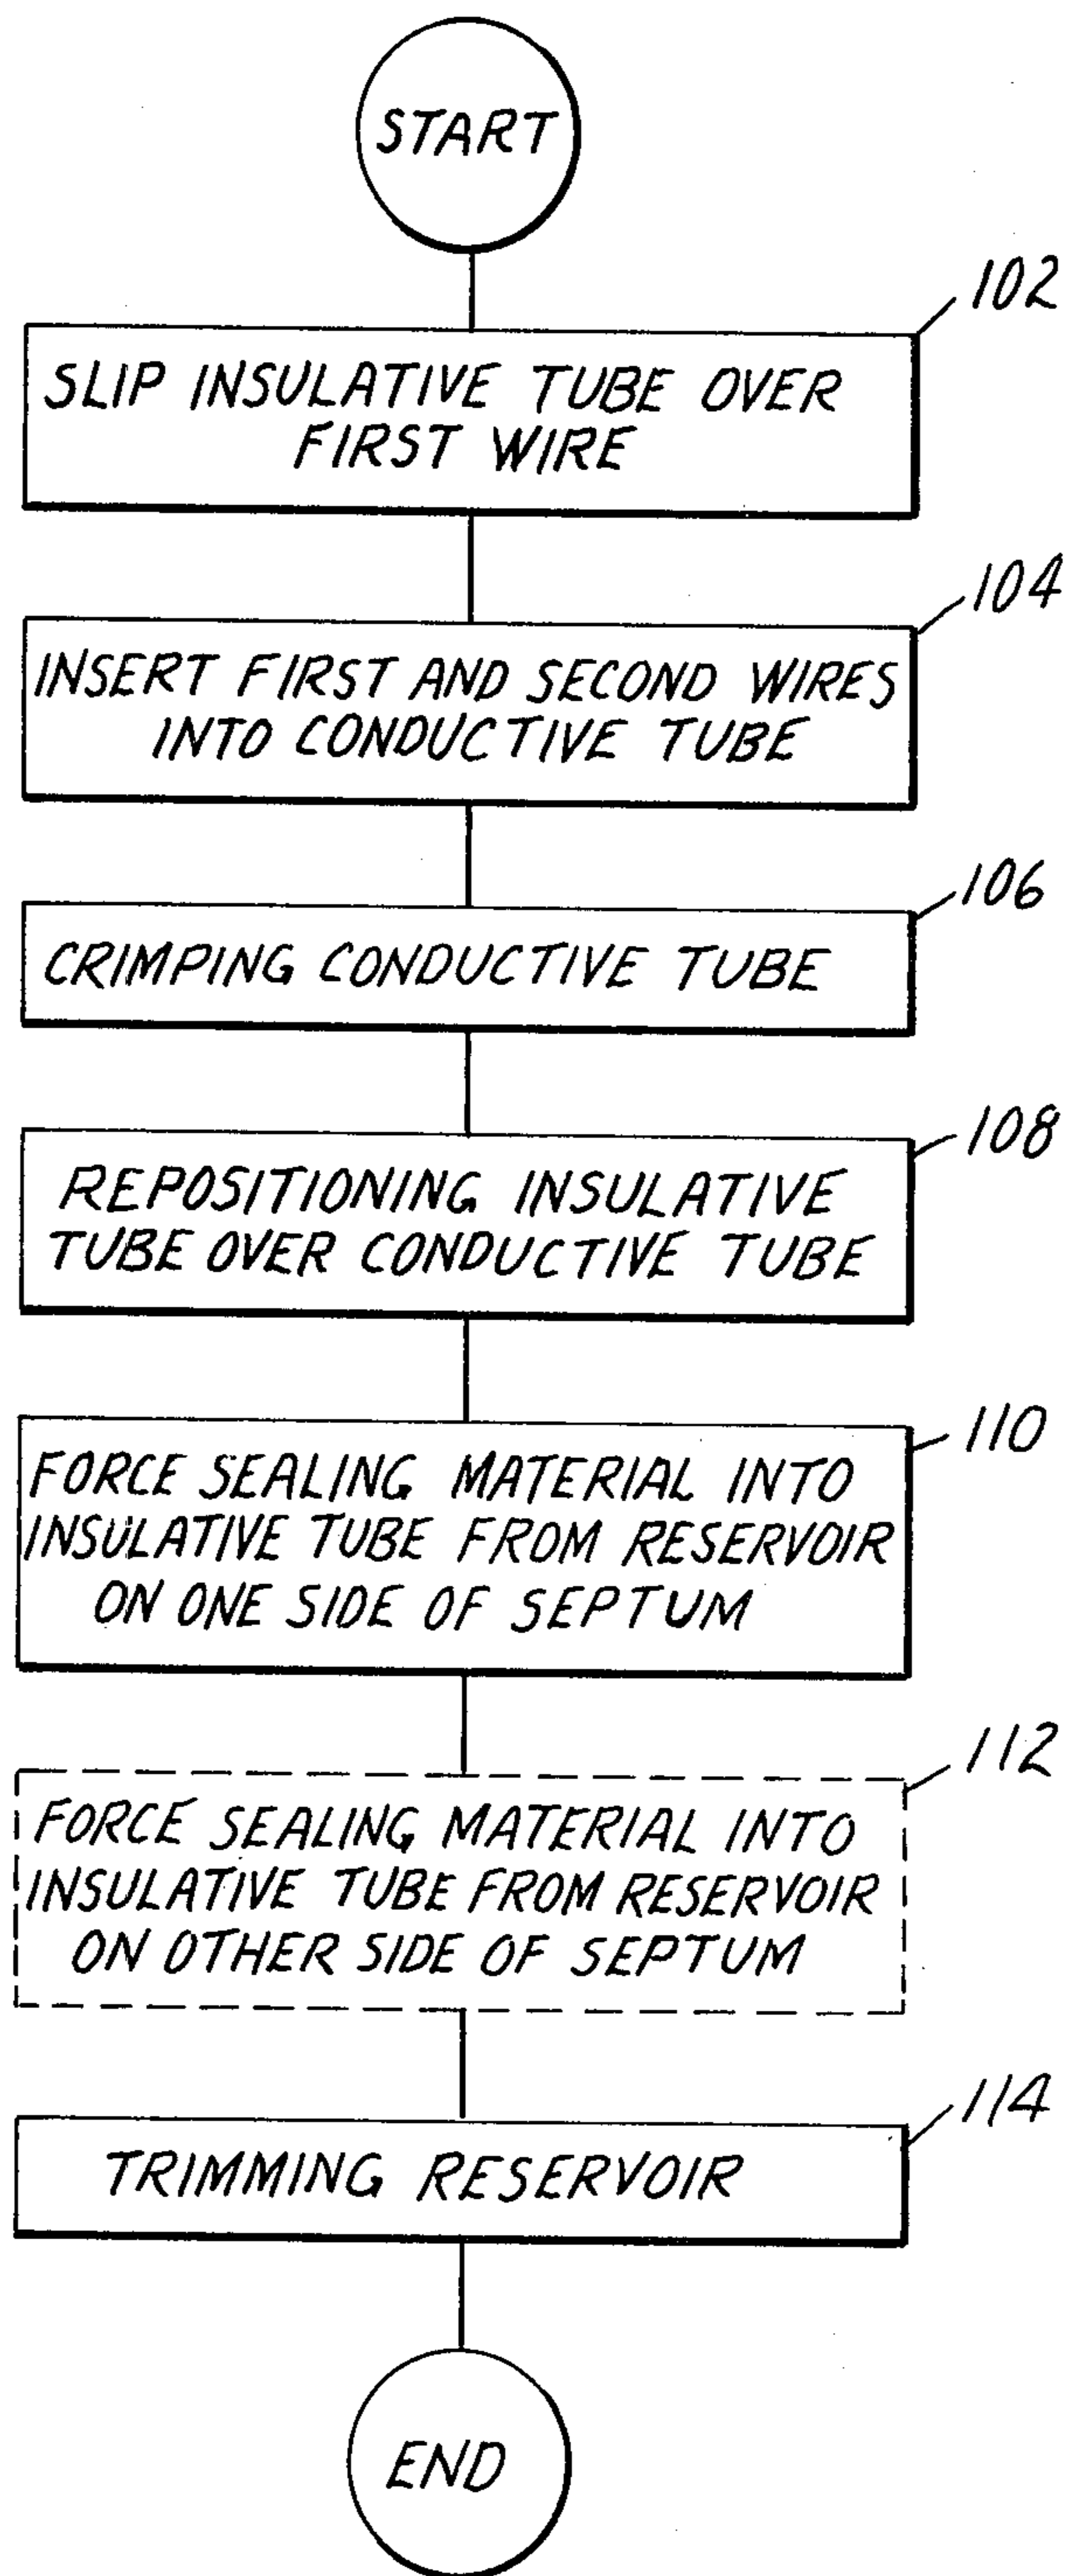 START
102
SLIP INSULATIVE TUBE OVER
FIRST WIRE
104
INSERT FIRST AND SECOND WIRES
INTO CONDUCTIVE TUBE
106
CRIMPING CONDUCTIVE TUBE
108
REPOSITIONING INSULATIVE
TUBE OVER CONDUCTIVE TUBE
110
FORCE SEALING MATERIAL INTO
INSULATIVE TUBE FROM RESERVOIR
ON ONE SIDE OF SEPTUM
112
FORCE SEALING MATERIAL INTO
INSULATIVE TUBE FROM RESERVOIR
ON OTHER SIDE OF SEPTUM
114
TRIMMING RESERVOIR
END